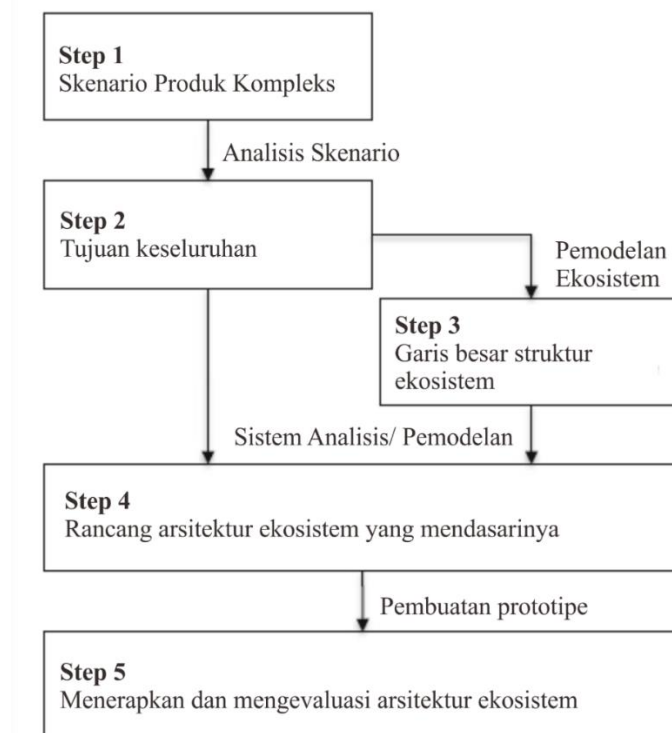 Step 1
Skenario Produk Kompleks
Analisis Skenario
Step 2
Tujuan keseluruhan
Pemodelan
Ekosistem
Step 3
Garis besar struktur
ekosistem
Sistem Analisis/ Pemodelan
Step 4
Rancang arsitektur ekosistem yang mendasarinya
Pembuatan prototipe
Step 5
Menerapkan dan mengevaluasi arsitektur ekosistem